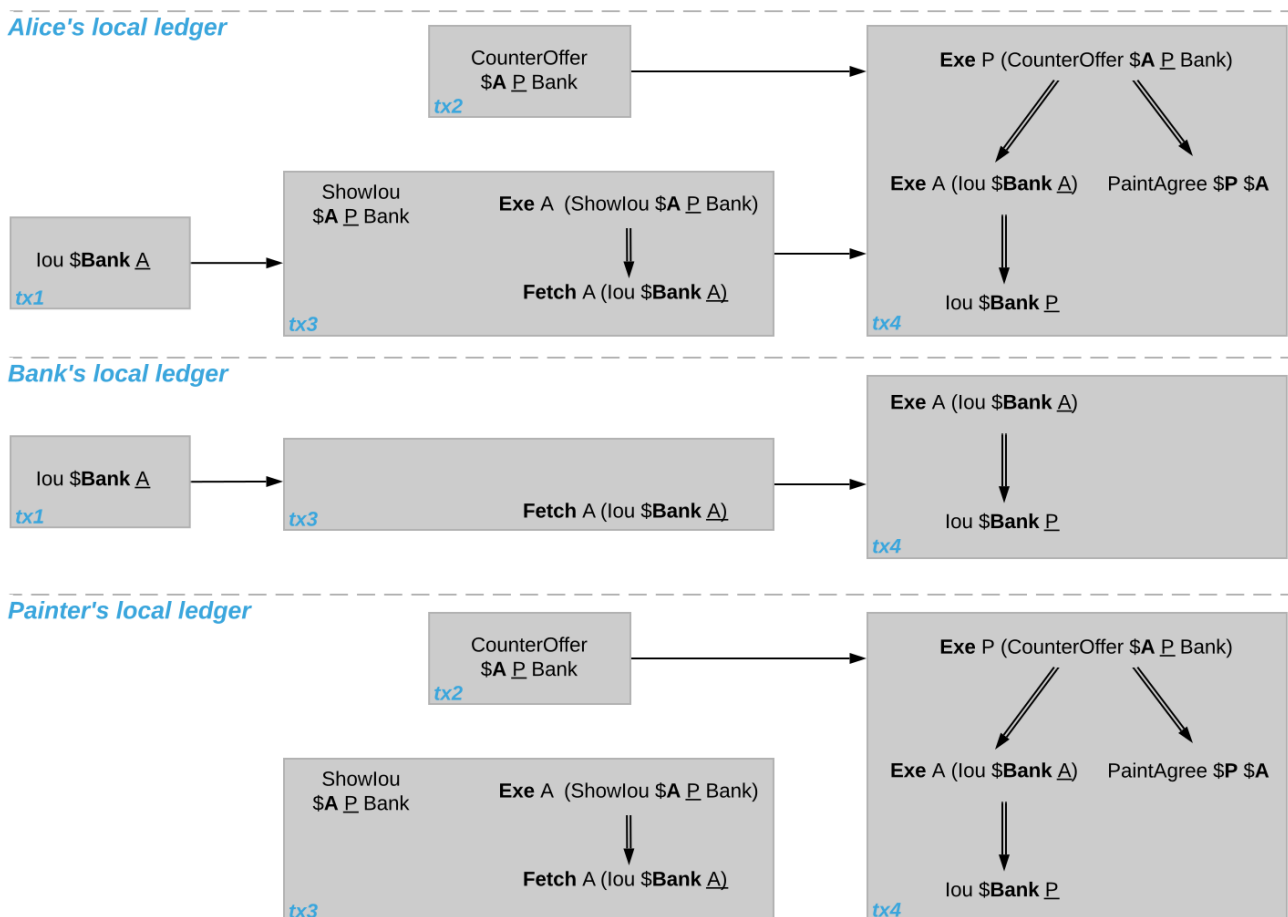 Alice's local ledger
CounterOffer
$A P Bank
tx2
Exe P (CounterOffer $A P Bank)
Exe A (Iou $Bank A)
PaintAgree $P $A
Iou $Bank P
tx4
ShowIou
$A P Bank
Exe A (ShowIou $A P Bank)
Fetch A (Iou $Bank A)
tx3
Iou $Bank A
tx1
Bank's local ledger
Iou $Bank A
tx1
Fetch A (Iou $Bank A)
tx3
Exe A (Iou $Bank A)
Iou $Bank P
tx4
Painter's local ledger
CounterOffer
$A P Bank
tx2
Exe P (CounterOffer $A P Bank)
Exe A (Iou $Bank A)
PaintAgree $P $A
Iou $Bank P
tx4
ShowIou
$A P Bank
Exe A (ShowIou $A P Bank)
Fetch A (Iou $Bank A)
tx3